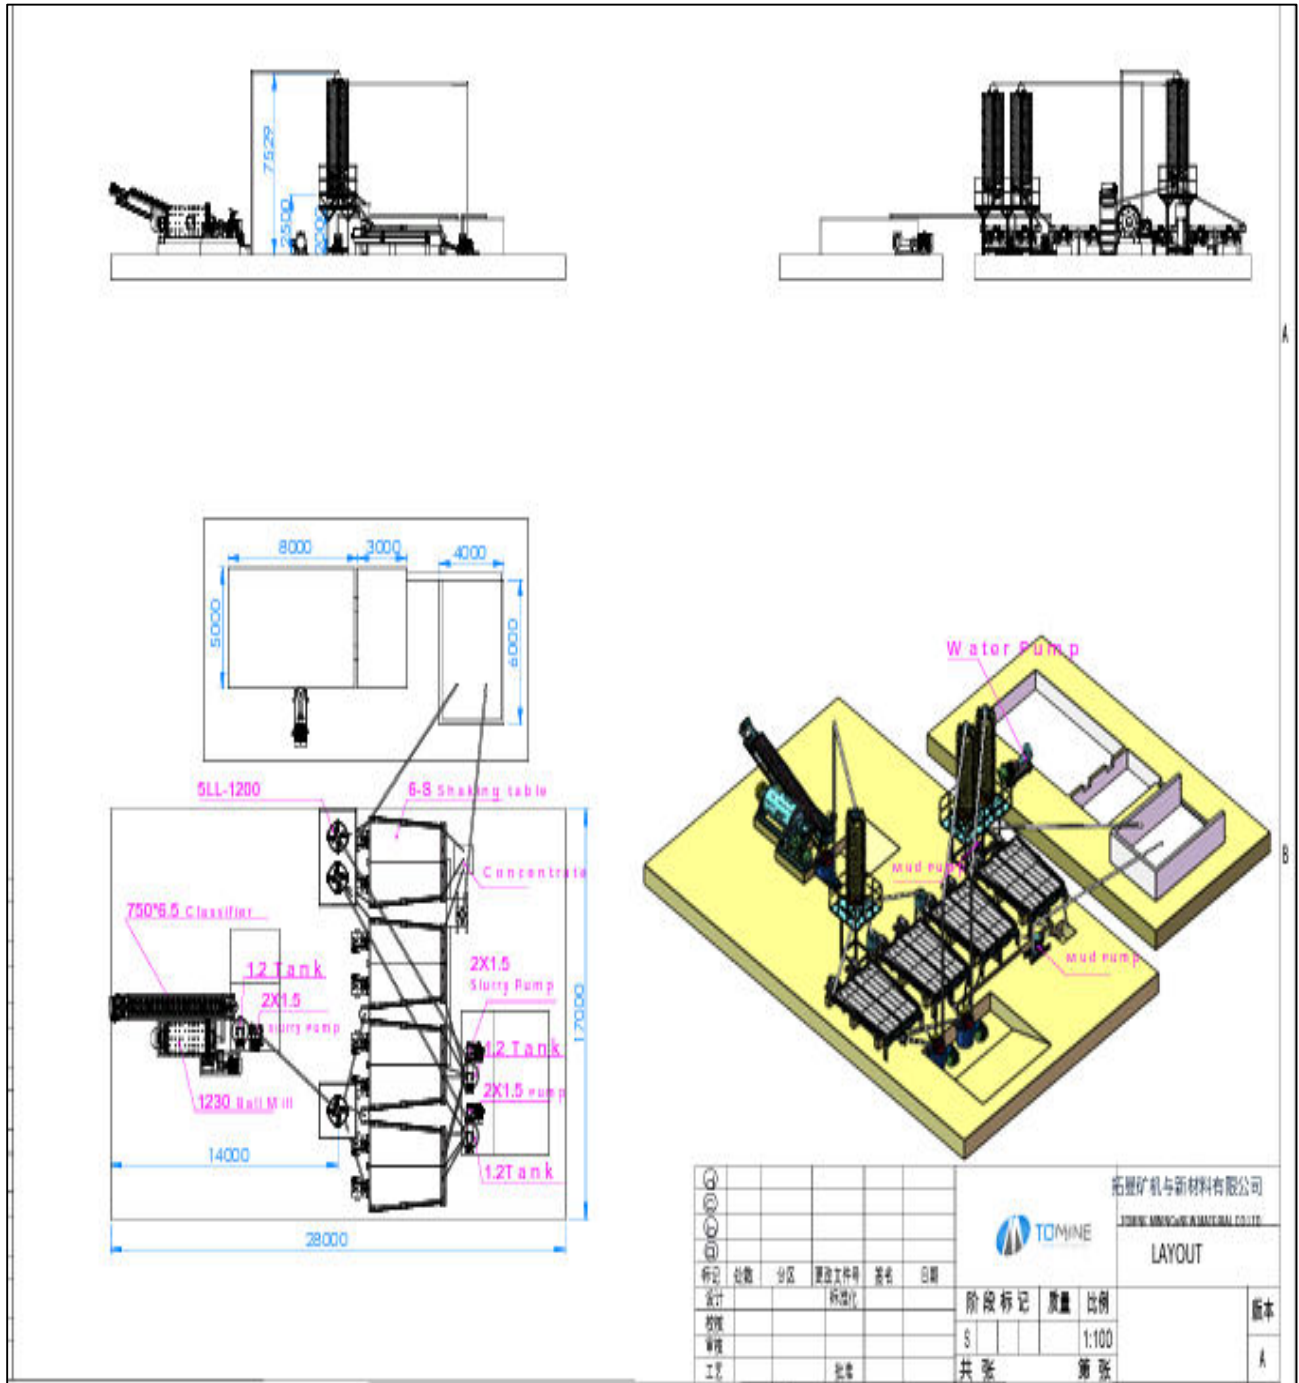 7529
2500
2000
A
8000
3000
4000
5000
6000
Water Pump
5LL-1200
6-S Shaking table
Concentrate
750*6.5 Classifier
1.2 Tank
2X1.5
Slurry Pump
2X1.5
Slurry Pump
1.2 Tank
2X1.5 Pump
1.2Tank
1230 Ball Mill
14000
28000
17000
Mud Pump
Mud Pump
B
标记 处数 分区 更改文件号 签名 日期
设计 标准化
校核
审核
工艺 批准
TOMINE
矿机与新材料有限公司
LAYOUT
阶段标记 质量 比例
S 1:100
共 张 第 张
版本
A